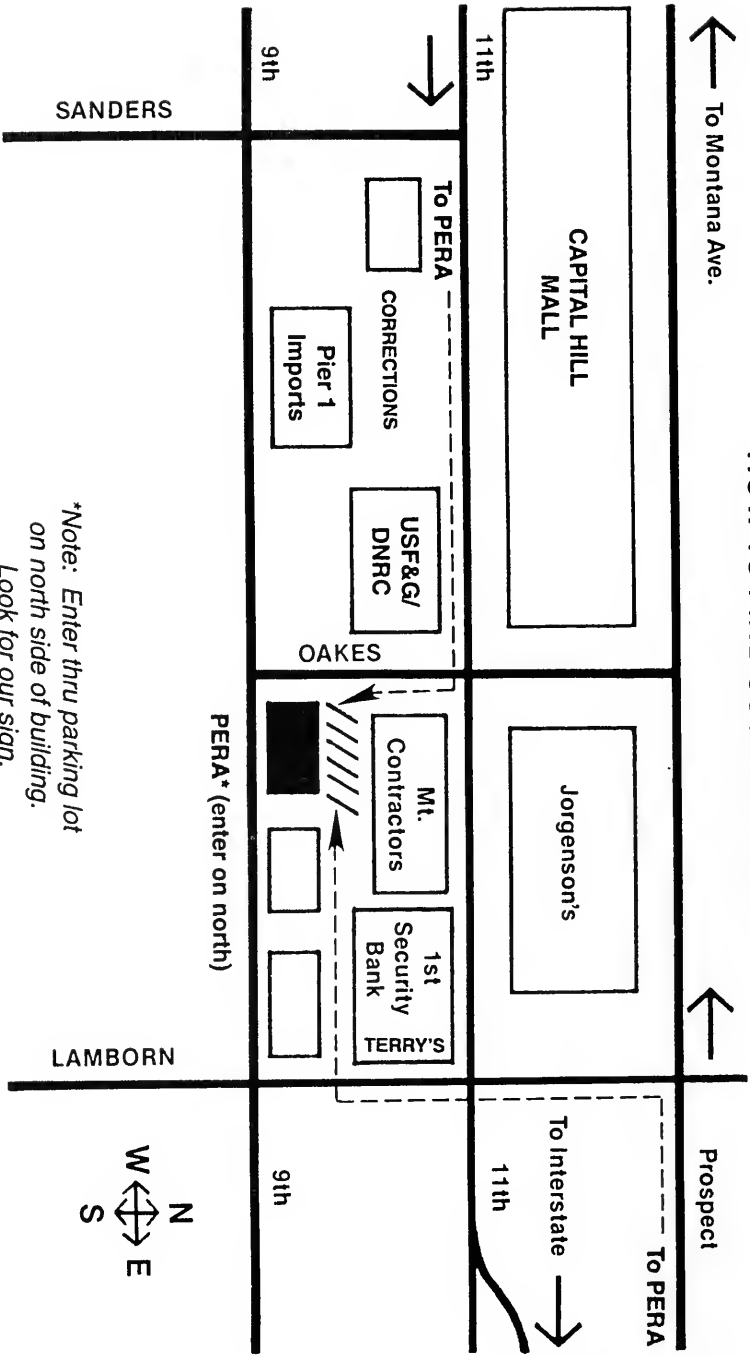 To Montana Ave.
Prospect
CAPITAL HILL
MALL
Jorgenson's
To PERA
To Interstate
11th
11th
To PERA
CORRECTIONS
Pier 1
Imports
USF&G/
DNRC
OAKES
Mt.
Contractors
1st
Security
Bank
TERRY'S
9th
9th
SANDERS
LAMBORN
PERA* (enter on north)
*Note: Enter thru parking lot
on north side of building.
Look for our sign.
N
W
E
S